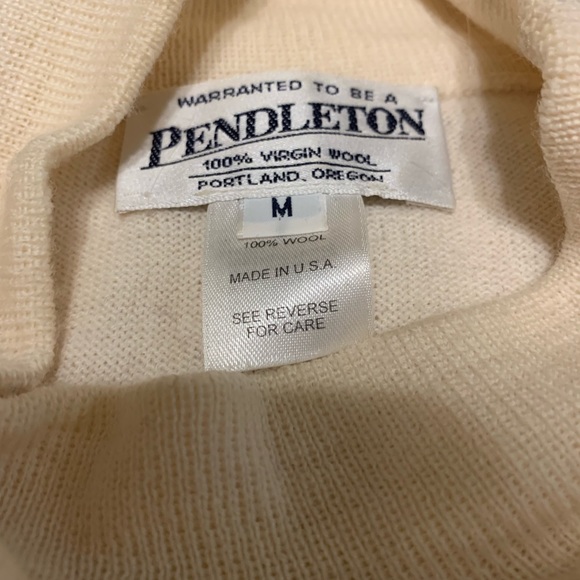 WARRANTED TO BE A
PENDLETON
100% VIRGIN WOOL
PORTLAND, OREGON
M
100% WOOL
MADE IN U.S.A.
SEE REVERSE
FOR CARE